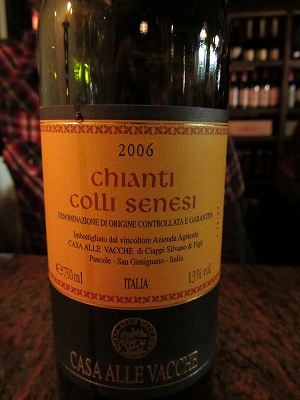 2006
chianti
colli senesi
DENOMINAZIONE DI ORIGINE CONTROLLATA E GARANTITA
Imbottigliato dal viticoltore Azienda Agricola
CASA ALLE VACCHE di Ciappi Silvano & Figli
Pancole - San Gimignano - Italia
e 750ml
ITALIA
13% vol.
CASA ALLE VACCHE